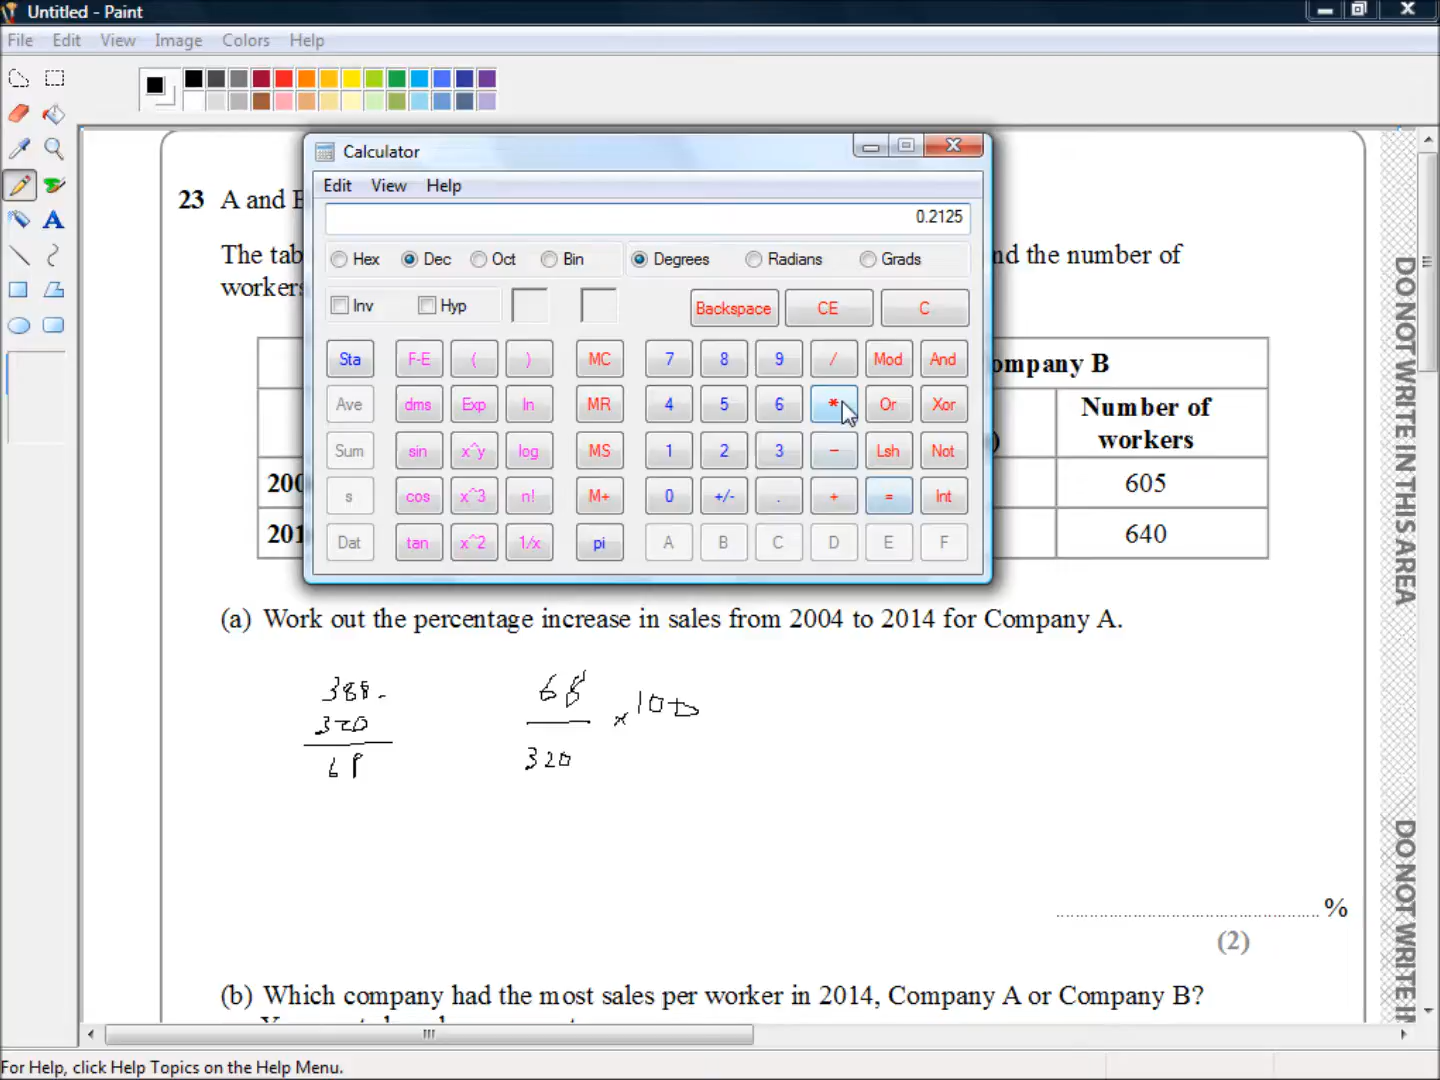 Untitled - Paint
File Edit View Image Colors Help
Calculator
Edit View Help
0.2125
Hex Dec Oct Bin Degrees Radians Grads
Inv Hyp Backspace CE C
Sta F-E ( ) MC 7 8 9 / Mod And
Ave dms Exp ln MR 4 5 6 * Or Xor
Sum sin x^y log MS 1 2 3 - Lsh Not
s cos x^3 n! M+ 0 +/- . + = Int
Dat tan x^2 1/x pi A B C D E F
23 A and
The nd the number of
workers
ompany B
Number of
) workers
200 605
201 640
(a) Work out the percentage increase in sales from 2004 to 2014 for Company A.
388 -
320
68
68
320
× 100
%
(2)
(b) Which company had the most sales per worker in 2014, Company A or Company B?
DO NOT WRITE IN THIS AREA
DO NOT WRITE
For Help, click Help Topics on the Help Menu.